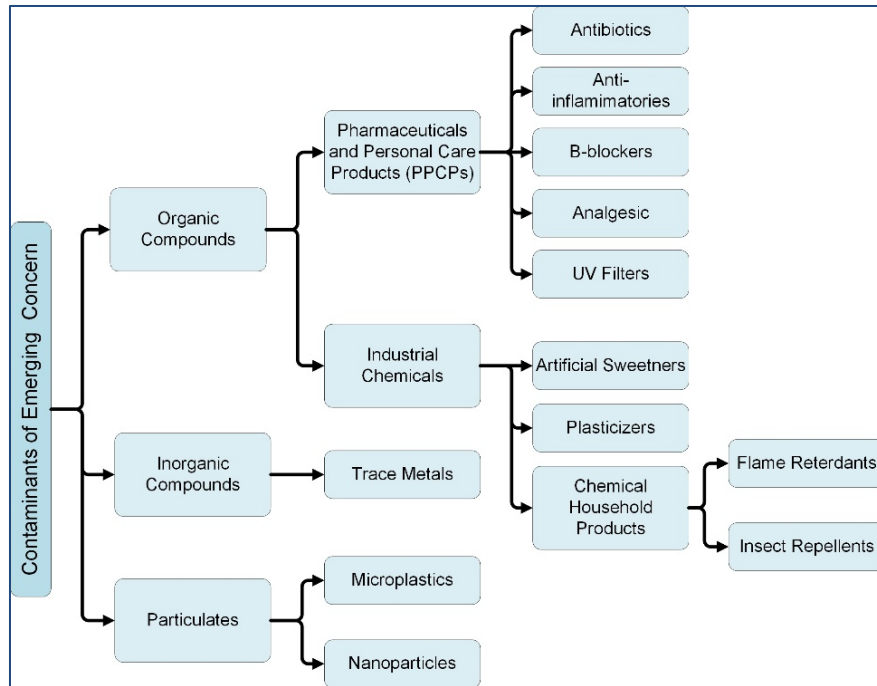 Contaminants of Emerging Concern
Organic
Compounds
Pharmaceuticals
and Personal Care
Products (PPCPs)
Antibiotics
Anti-
inflamimatories
B-blockers
Analgesic
UV Filters
Industrial
Chemicals
Artificial Sweetners
Plasticizers
Chemical
Household
Products
Flame Reterdants
Insect Repellents
Inorganic
Compounds
Trace Metals
Particulates
Microplastics
Nanoparticles